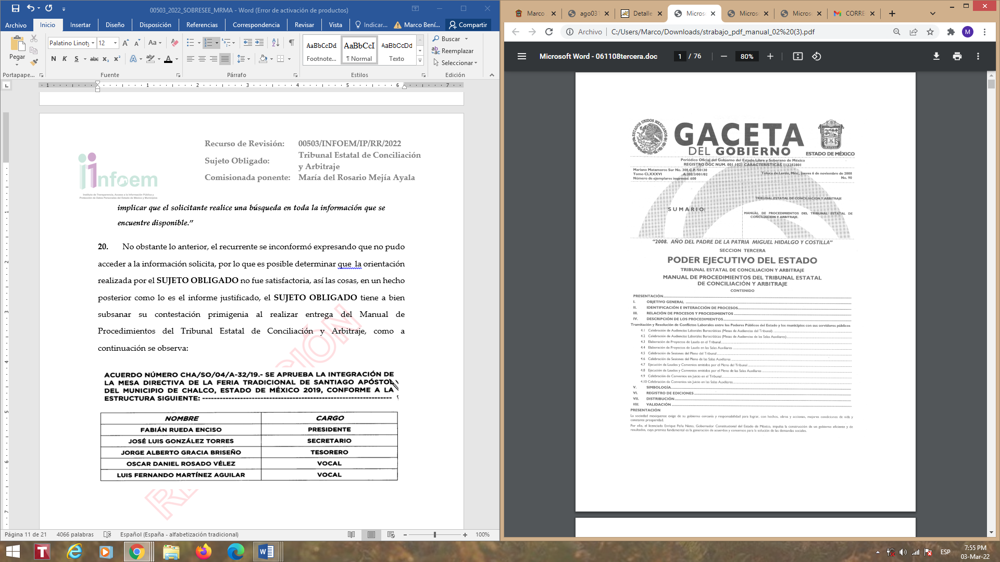 00503_2022_SOBRESEE_MRMA - Word (Error de activación de productos)
Archivo Inicio Insertar Diseño Disposición Referencias Correspondencia Revisar Vista Indicar... Marco Bení... Compartir
Pegar
Palatino Linoty 12
N K S abc x₂ x²
Portapape... Fuente Párrafo Estilos Edición
AaBbCcDd AaBbCcI AaBbCcDd
Footnote... ¶ Normal Texto
Buscar
Reemplazar
Seleccionar
Recurso de Revisión: 00503/INFOEM/IP/RR/2022
Sujeto Obligado: Tribunal Estatal de Conciliación
y Arbitraje
Comisionada ponente: María del Rosario Mejía Ayala
infoem
Instituto de Transparencia, Acceso a la Información Pública y
Protección de Datos Personales del Estado de México y Municipios
implicar que el solicitante realice una búsqueda en toda la información que se
encuentre disponible.”
20. No obstante lo anterior, el recurrente se inconformó expresando que no pudo
acceder a la información solicita, por lo que es posible determinar que la orientación
realizada por el SUJETO OBLIGADO no fue satisfactoria, así las cosas, en un hecho
posterior como lo es el informe justificado, el SUJETO OBLIGADO tiene a bien
subsanar su contestación primigenia al realizar entrega del Manual de
Procedimientos del Tribunal Estatal de Conciliación y Arbitraje, como a
continuación se observa:
ACUERDO NÚMERO CHA/SO/04/A-32/19.- SE APRUEBA LA INTEGRACIÓN DE
LA MESA DIRECTIVA DE LA FERIA TRADICIONAL DE SANTIAGO APÓSTOL
DEL MUNICIPIO DE CHALCO, ESTADO DE MÉXICO 2019, CONFORME A LA
ESTRUCTURA SIGUIENTE: ------------------------------------------------------------
NOMBRE CARGO
FABIÁN RUEDA ENCISO PRESIDENTE
JOSÉ LUIS GONZÁLEZ TORRES SECRETARIO
JORGE ALBERTO GRACIA BRISEÑO TESORERO
OSCAR DANIEL ROSADO VÉLEZ VOCAL
LUIS FERNANDO MARTÍNEZ AGUILAR VOCAL
Página 11 de 21 4066 palabras Español (España - alfabetización tradicional) 100%
Marco ago031 Detalle Micros Micros Micros CORRE
Archivo C:/Users/Marco/Downloads/strabajo_pdf_manual_02%20(3).pdf M
Microsoft Word - 061108tercera.doc 1 / 76 80%
ESTADOS UNIDOS MEXICANOS
GACETA
DEL GOBIERNO
ESTADO DE MÉXICO
Periódico Oficial del Gobierno del Estado Libre y Soberano de México
REGISTRO DGC NUM. 001 1021 CARACTERISTICAS 113282801
Mariano Matamoros Sur No. 308 C.P. 50130
Tomo CLXXXVI A:202/3/001/02
Número de ejemplares impresos: 600
Toluca de Lerdo, Méx., jueves 6 de noviembre de 2008
No. 90
TRIBUNAL ESTATAL DE CONCILIACION Y ARBITRAJE
SUMARIO:
MANUAL DE PROCEDIMIENTOS DEL TRIBUNAL ESTATAL DE
CONCILIACIÓN Y ARBITRAJE.
“2008. AÑO DEL PADRE DE LA PATRIA MIGUEL HIDALGO Y COSTILLA”
SECCION TERCERA
PODER EJECUTIVO DEL ESTADO
TRIBUNAL ESTATAL DE CONCILIACION Y ARBITRAJE
MANUAL DE PROCEDIMIENTOS DEL TRIBUNAL ESTATAL
DE CONCILIACIÓN Y ARBITRAJE
CONTENIDO
PRESENTACIÓN
I. OBJETIVO GENERAL
II. IDENTIFICACIÓN E INTERACCIÓN DE PROCESOS
III. RELACIÓN DE PROCESOS Y PROCEDIMIENTOS
IV. DESCRIPCIÓN DE LOS PROCEDIMIENTOS
Tramitación y Resolución de Conflictos Laborales entre los Poderes Públicos del Estado y los municipios con sus servidores públicos
4.1 Celebración de Audiencias Laborales Burocráticas (Mesas de Audiencias del Tribunal)
4.2 Celebración de Audiencias Laborales Burocráticas (Mesas de Audiencias de las Salas Auxiliares)
4.3 Elaboración de Proyectos de Laudo en el Tribunal
4.4 Elaboración de Proyectos de Laudo en las Salas Auxiliares
4.5 Celebración de Sesiones del Pleno del Tribunal
4.6 Celebración de Sesiones del Pleno de las Salas Auxiliares
4.7 Ejecución de Laudos y Convenios emitidos por el Pleno del Tribunal
4.8 Ejecución de Laudos y Convenios emitidos por el Pleno de las Salas Auxiliares
4.9 Celebración de Convenios sin Juicio en el Tribunal
4.10 Celebración de Convenios sin Juicio en las Salas Auxiliares
V. SIMBOLOGÍA
VI. REGISTRO DE EDICIONES
VII. DISTRIBUCIÓN
VIII. VALIDACIÓN
PRESENTACIÓN
La sociedad mexiquense exige de su gobierno cercanía y responsabilidad para lograr, con hechos, obras y acciones, mejores condiciones de vida y
constante prosperidad.
Por ello, el licenciado Enrique Peña Nieto, Gobernador Constitucional del Estado de México, impulsa la construcción de un gobierno eficiente y de
resultados, cuya premisa fundamental es la generación de acuerdos y consensos para la solución de las demandas sociales.
ESP
7:55 PM
03-Mar-22